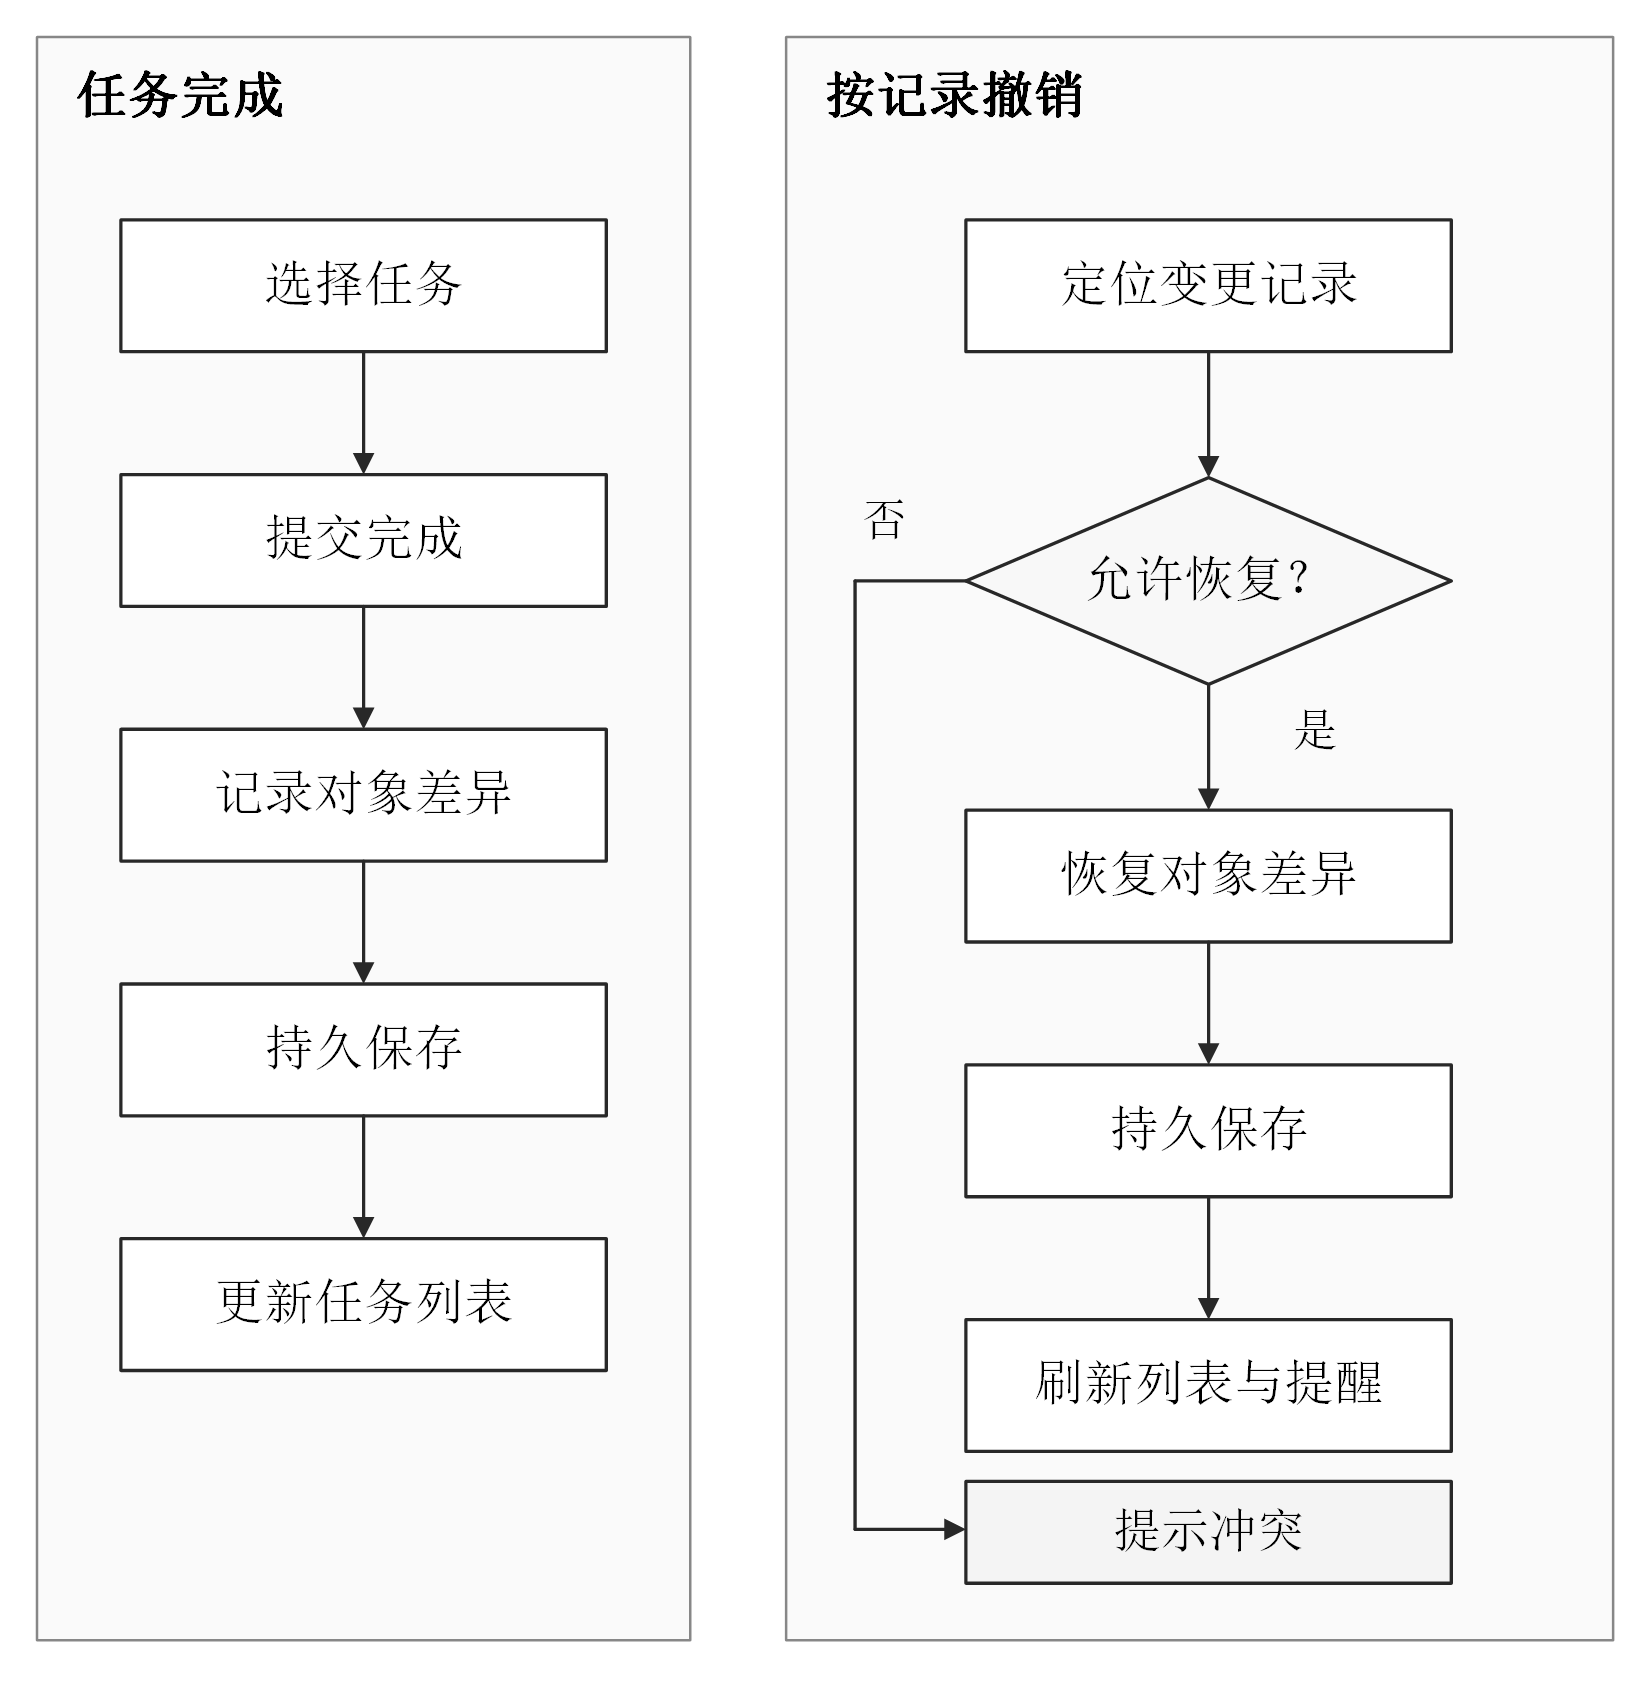 任务完成
选择任务
提交完成
记录对象差异
持久保存
更新任务列表
按记录撤销
定位变更记录
否
允许恢复？
是
恢复对象差异
持久保存
刷新列表与提醒
提示冲突